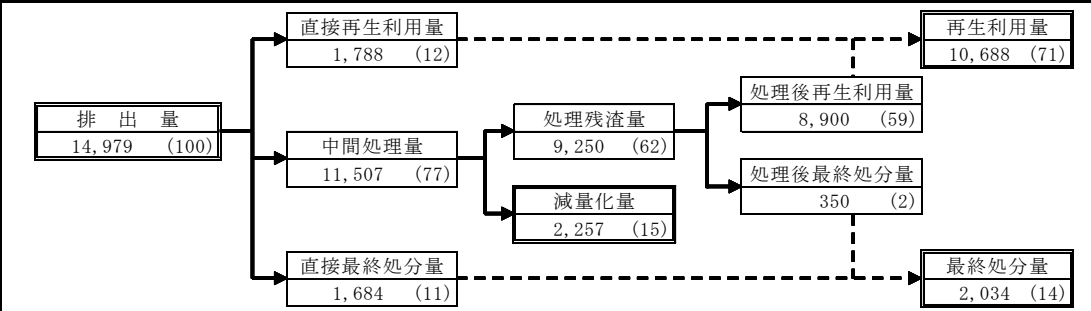 直接再生利用量
1,788 (12)
再生利用量
10,688 (71)
処理後再生利用量
8,900 (59)
処理残渣量
9,250 (62)
排 出 量
14,979 (100)
中間処理量
11,507 (77)
処理後最終処分量
350 (2)
減量化量
2,257 (15)
直接最終処分量
1,684 (11)
最終処分量
2,034 (14)